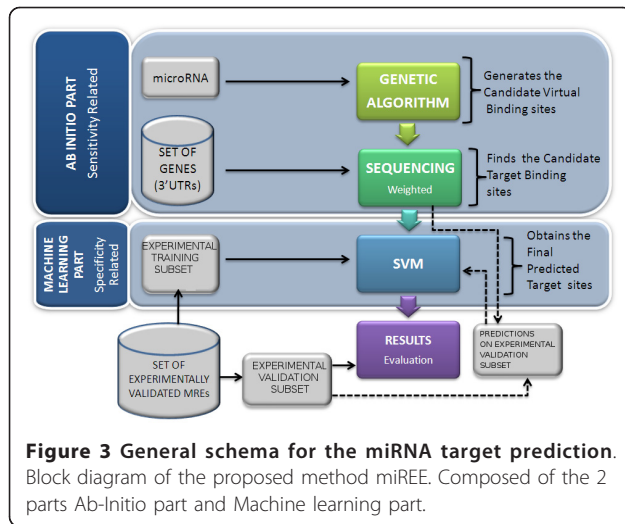 AB INITIO PART
Sensitivity Related
microRNA
GENETIC
ALGORITHM
Generates the
Candidate Virtual
Binding sites
SET OF
GENES
(3'UTRs)
SEQUENCING
Weighted
Finds the Candidate
Target Binding
sites
MACHINE
LEARNING
PART
Specificity
Related
EXPERIMENTAL
TRAINING
SUBSET
SVM
Obtains the
Final
Predicted
Target sites
SET OF
EXPERIMENTALLY
VALIDATED MREs
EXPERIMENTAL
VALIDATION
SUBSET
RESULTS
Evaluation
PREDICTIONS
ON EXPERIMENTAL
VALIDATION
SUBSET
Figure 3 General schema for the miRNA target prediction.
Block diagram of the proposed method miREE. Composed of the 2
parts Ab-Initio part and Machine learning part.